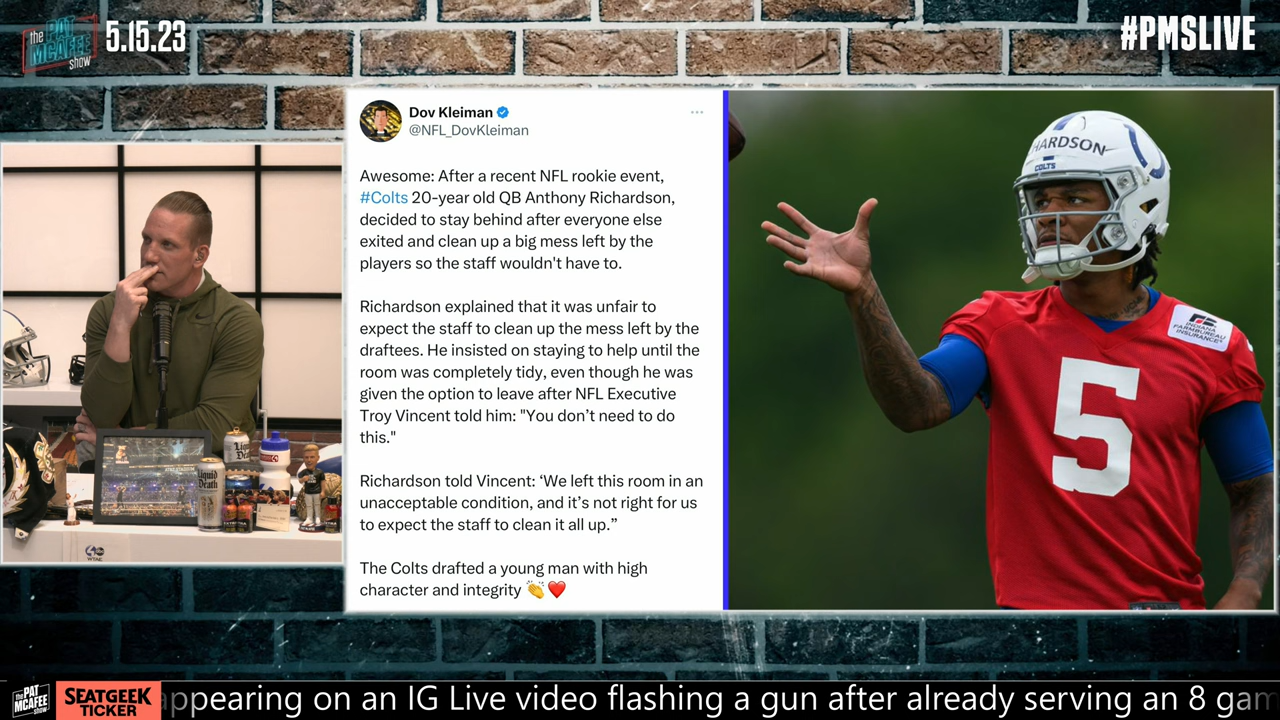 the PAT MCAFEE show
5.15.23
#PMSLIVE
Dov Kleiman
@NFL_DovKleiman
Awesome: After a recent NFL rookie event,
#Colts 20-year old QB Anthony Richardson,
decided to stay behind after everyone else
exited and clean up a big mess left by the
players so the staff wouldn't have to.
Richardson explained that it was unfair to
expect the staff to clean up the mess left by the
draftees. He insisted on staying to help until the
room was completely tidy, even though he was
given the option to leave after NFL Executive
Troy Vincent told him: "You don’t need to do
this."
Richardson told Vincent: ‘We left this room in an
unacceptable condition, and it’s not right for us
to expect the staff to clean it all up.”
The Colts drafted a young man with high
character and integrity 👏❤️
HARDSON
COLTS
INDIANA
FARM BUREAU
INSURANCE
5
Liquid
Death
WTAE
the PAT MCAFEE show
SEATGEEK
TICKER
appearing on an IG Live video flashing a gun after already serving an 8 gam